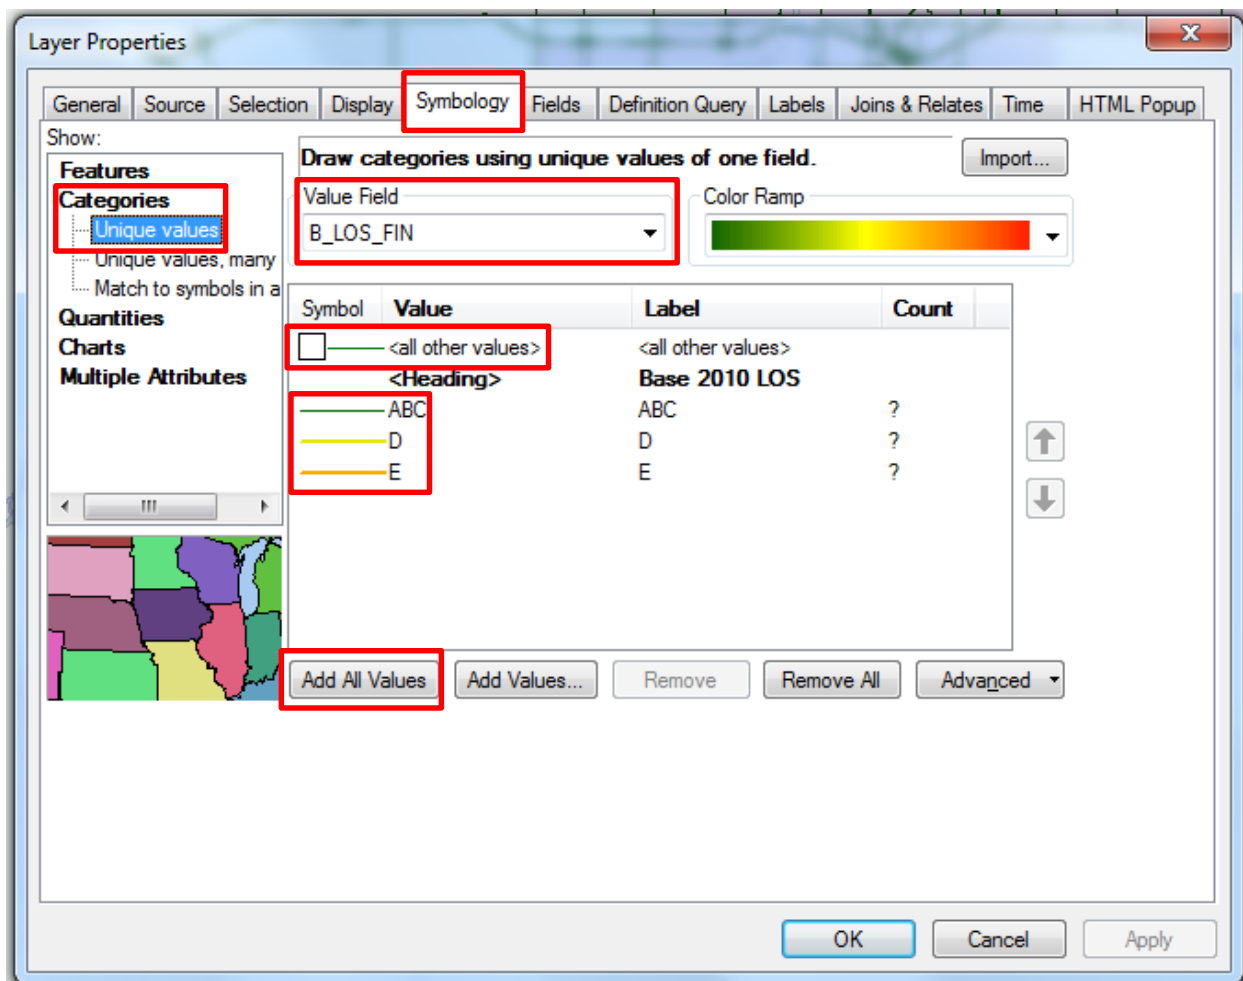 Layer Properties
X
General Source Selection Display Symbology Fields Definition Query Labels Joins & Relates Time HTML Popup
Show:
Features
Categories
Unique values
Unique values, many
Match to symbols in a
Quantities
Charts
Multiple Attributes
Draw categories using unique values of one field.
Import...
Value Field
B_LOS_FIN
Color Ramp
Symbol Value Label Count
<all other values> <all other values>
<Heading> Base 2010 LOS
ABC ABC ?
D D ?
E E ?
Add All Values Add Values... Remove Remove All Advanced
OK Cancel Apply